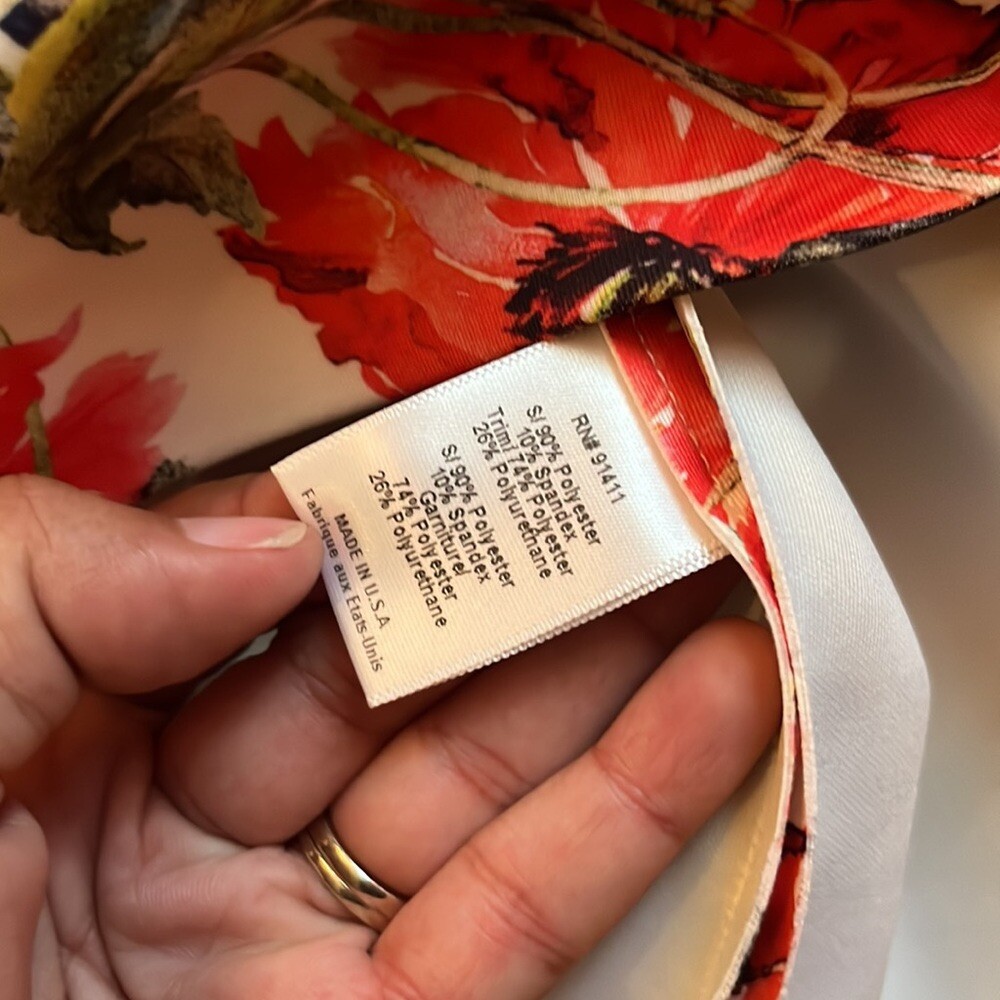 RN# 91411
S/ 90% Polyester
10% Spandex
Trim/ 74% Polyester
26% Polyurethane
S/ 90% Polyester
10% Spandex
Garniture/
74% Polyester
26% Polyurethane
MADE IN U.S.A
Fabrique aux Etats-Unis